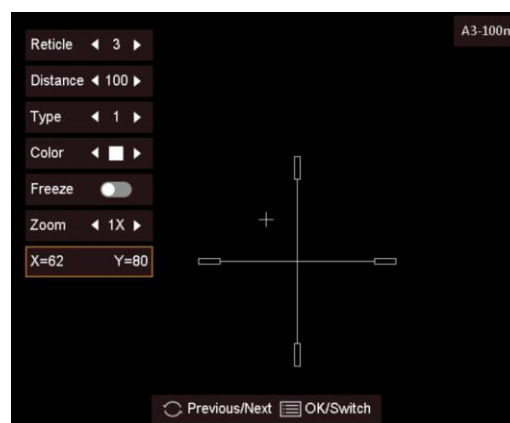 A3-100m
Reticle 3
Distance 100
Type 1
Color
Freeze
Zoom 1X
X=62 Y=80
Previous/Next OK/Switch